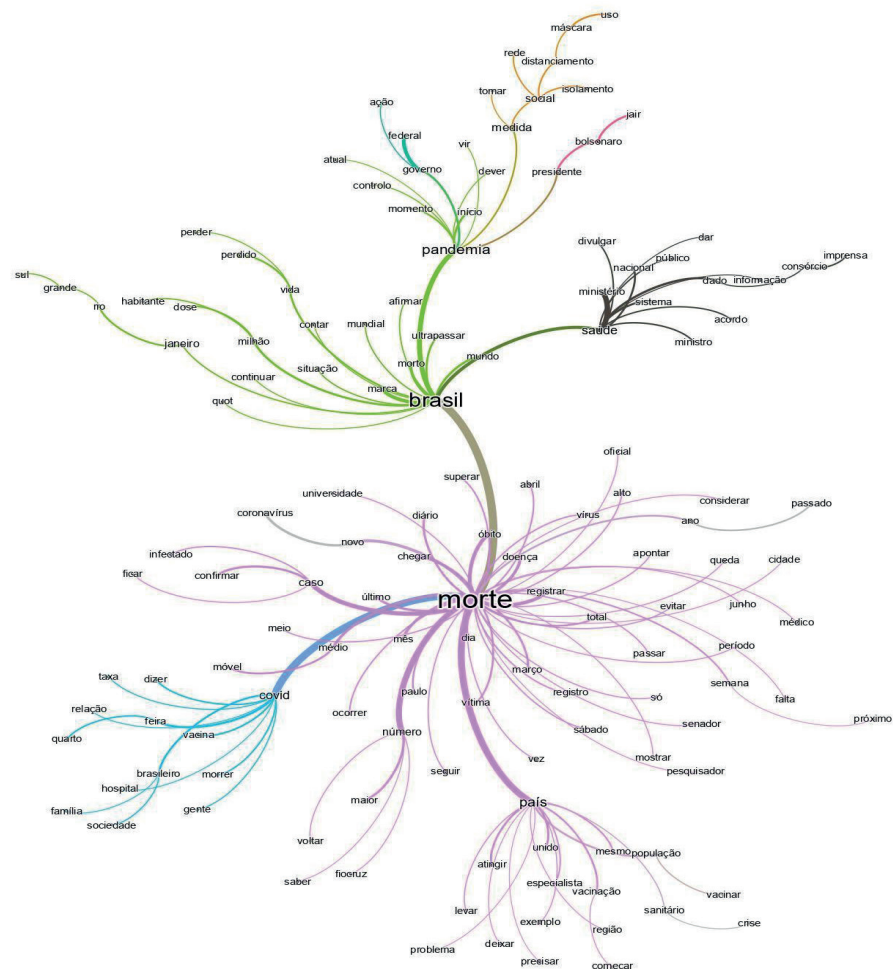 uso
máscara
rede
distanciamento
tomar
isolamento
social
ação
jair
medida
federal
bolsonaro
vir
atual
governo
dever
presidente
controlo
momento
início
perder
dar
divulgar
pandemia
perdido
público
imprensa
nacional
consórcio
sul
dado
informação
grande
vida
ministério
habitante
afirmar
sistema
rio
dose
acordo
contar
mundial
saúde
milhão
ultrapassar
ministro
janeiro
mundo
morto
situação
continuar
marca
quot
brasil
oficial
superar
abril
universidade
alto
considerar
passado
coronavírus
diário
vírus
ano
óbito
novo
infestado
chegar
doença
apontar
queda
cidade
ficar
confirmar
caso
registrar
último
morte
evitar
junho
total
médico
meio
dia
mês
médio
passar
período
móvel
março
taxa
dizer
semana
covid
paulo
registro
só
falta
vítima
relação
ocorrer
feira
senador
próximo
quarto
vacina
número
sábado
brasileiro
morrer
seguir
vez
mostrar
hospital
pesquisador
maior
família
gente
país
sociedade
voltar
unido
mesmo
população
atingir
fiocruz
saber
especialista
vacinação
vacinar
levar
sanitário
exemplo
região
crise
deixar
problema
precisar
começar